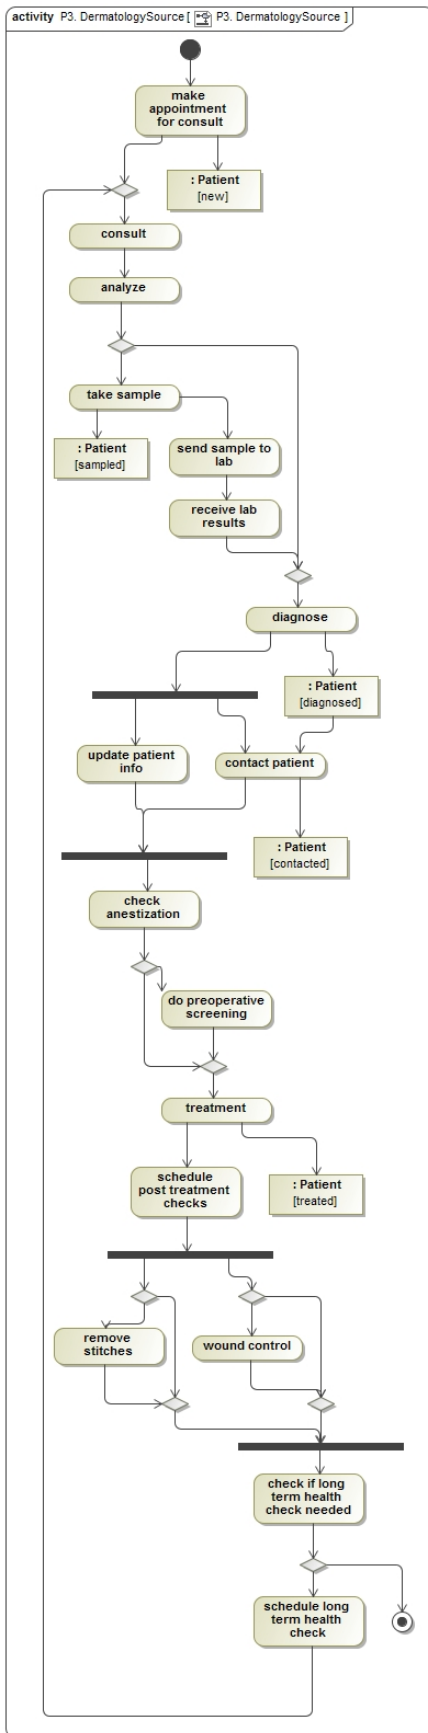 activity P3. DermatologySource [ P3. DermatologySource ]
make
appointment
for consult
: Patient
[new]
consult
analyze
take sample
: Patient
[sampled]
send sample to
lab
receive lab
results
diagnose
: Patient
[diagnosed]
update patient
info
contact patient
: Patient
[contacted]
check
anestization
do preoperative
screening
treatment
schedule
post treatment
checks
: Patient
[treated]
remove
stitches
wound control
check if long
term health
check needed
schedule long
term health
check